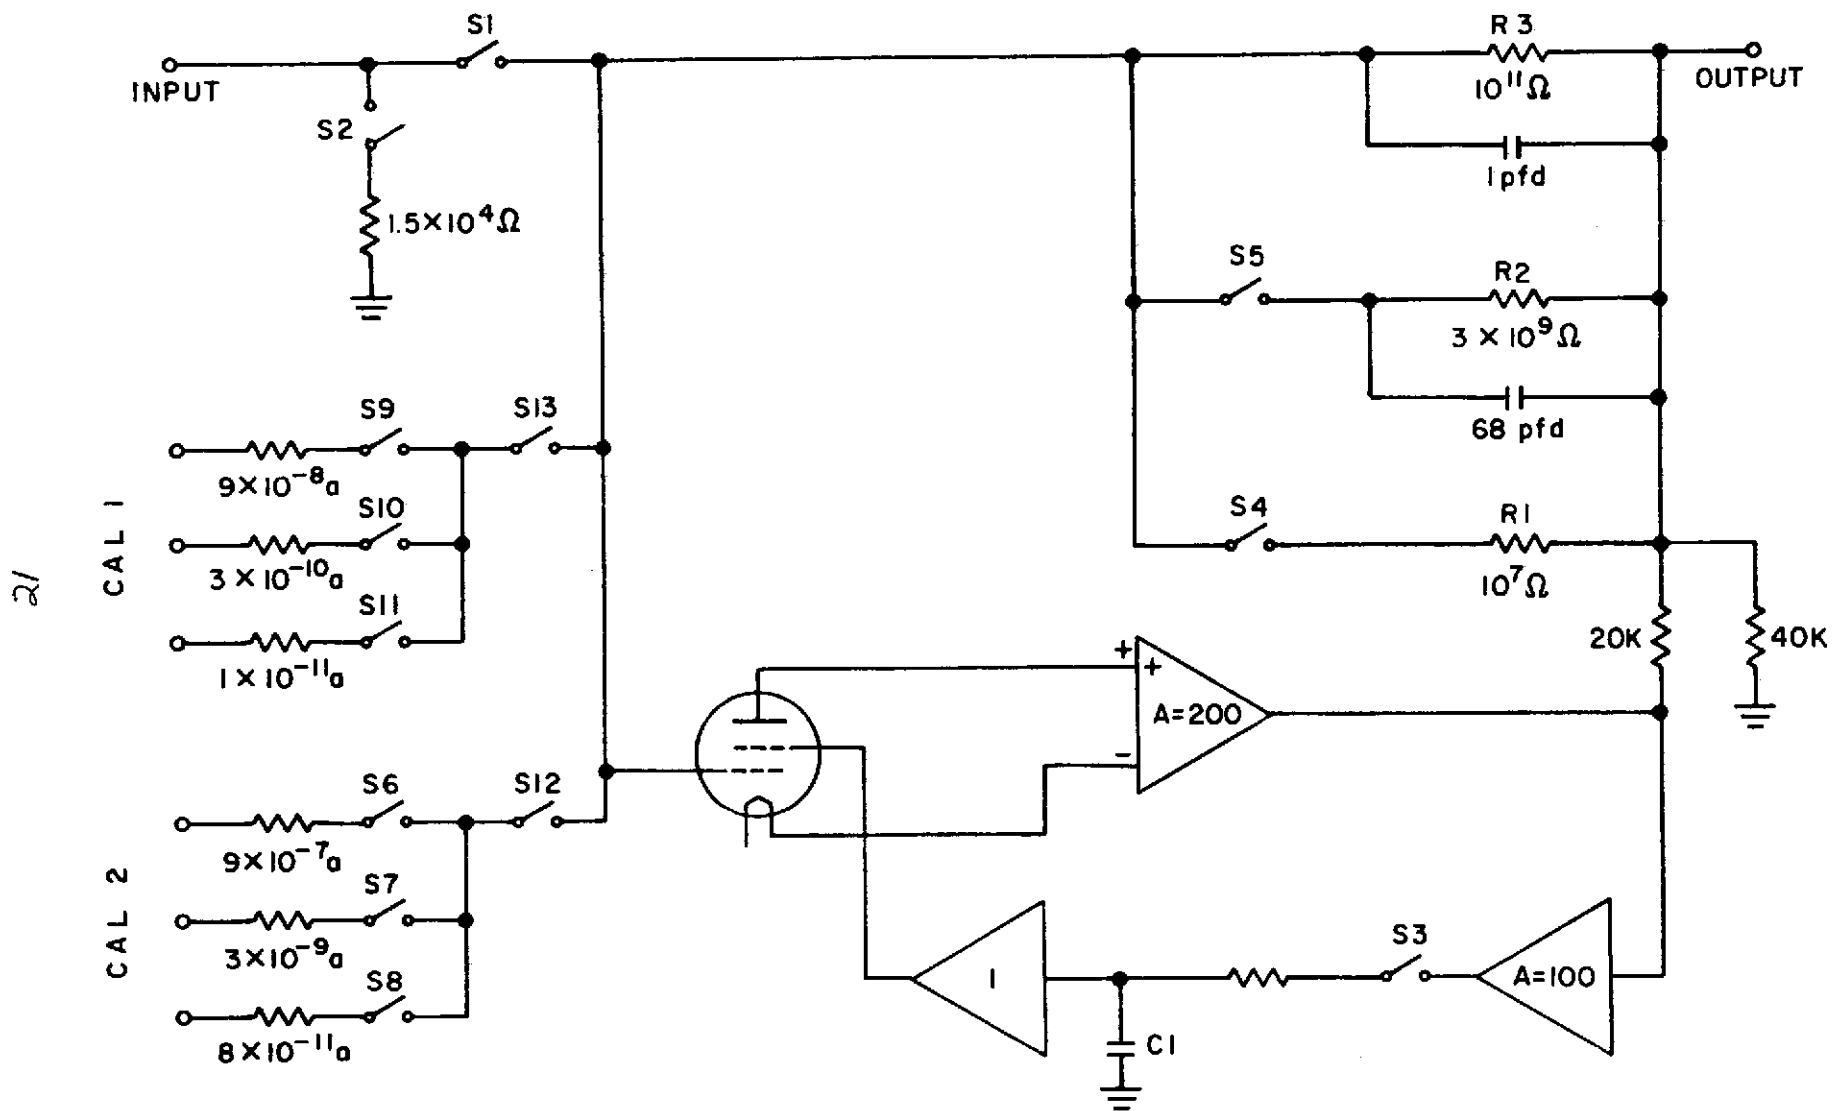 S1
INPUT
S2
1.5×10⁴Ω
R3
10¹¹Ω
OUTPUT
1pfd
S5
R2
3×10⁹Ω
68 pfd
S4
R1
10⁷Ω
20K
40K
CAL 1
S9
S13
9×10⁻⁸a
S10
3×10⁻¹⁰a
S11
1×10⁻¹¹a
+
+
A=200
−
CAL 2
S6
S12
9×10⁻⁷a
S7
3×10⁻⁹a
S8
8×10⁻¹¹a
1
S3
A=100
C1
21